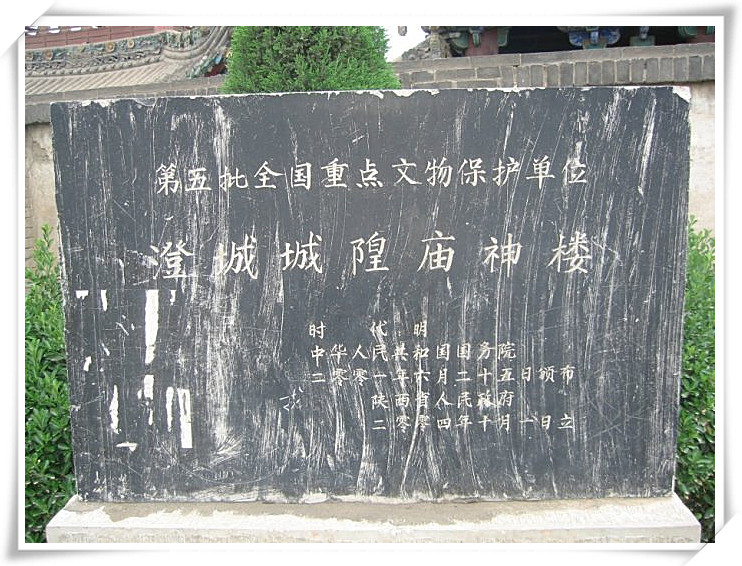 第五批全国重点文物保护单位
澄城城隍庙神楼
时 代:明
中华人民共和国国务院
二零零一年六月二十五日颁布
陕西省人民政府
二零零四年十月一日立